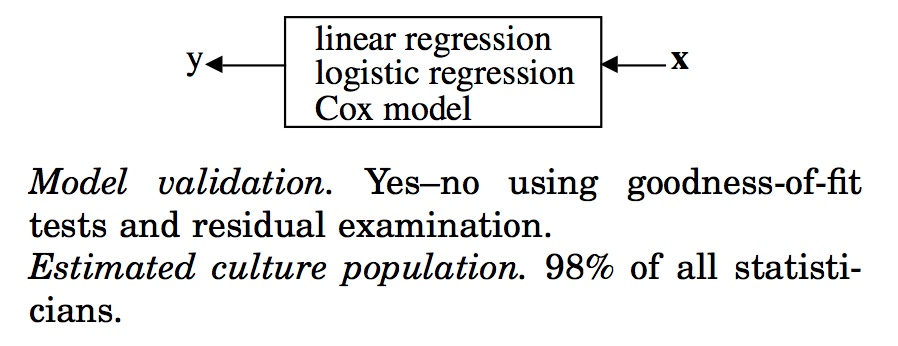 linear regression
y logistic regression x
Cox model
Model validation. Yes–no using goodness-of-fit
tests and residual examination.
Estimated culture population. 98% of all statisti-
cians.